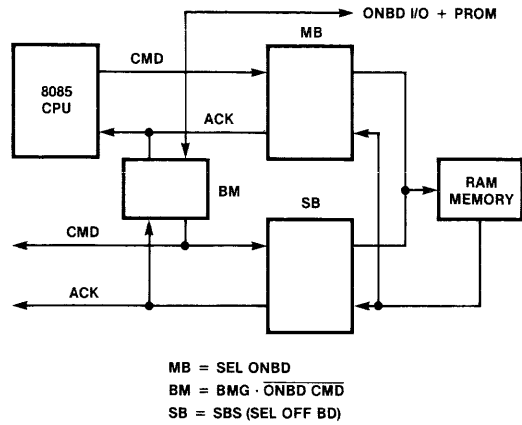 ONBD I/O + PROM
MB
CMD
8085
CPU
ACK
BM
SB
RAM
MEMORY
CMD
ACK
MB = SEL ONBD
BM = BMG · ONBD CMD
SB = SBS (SEL OFF BD)